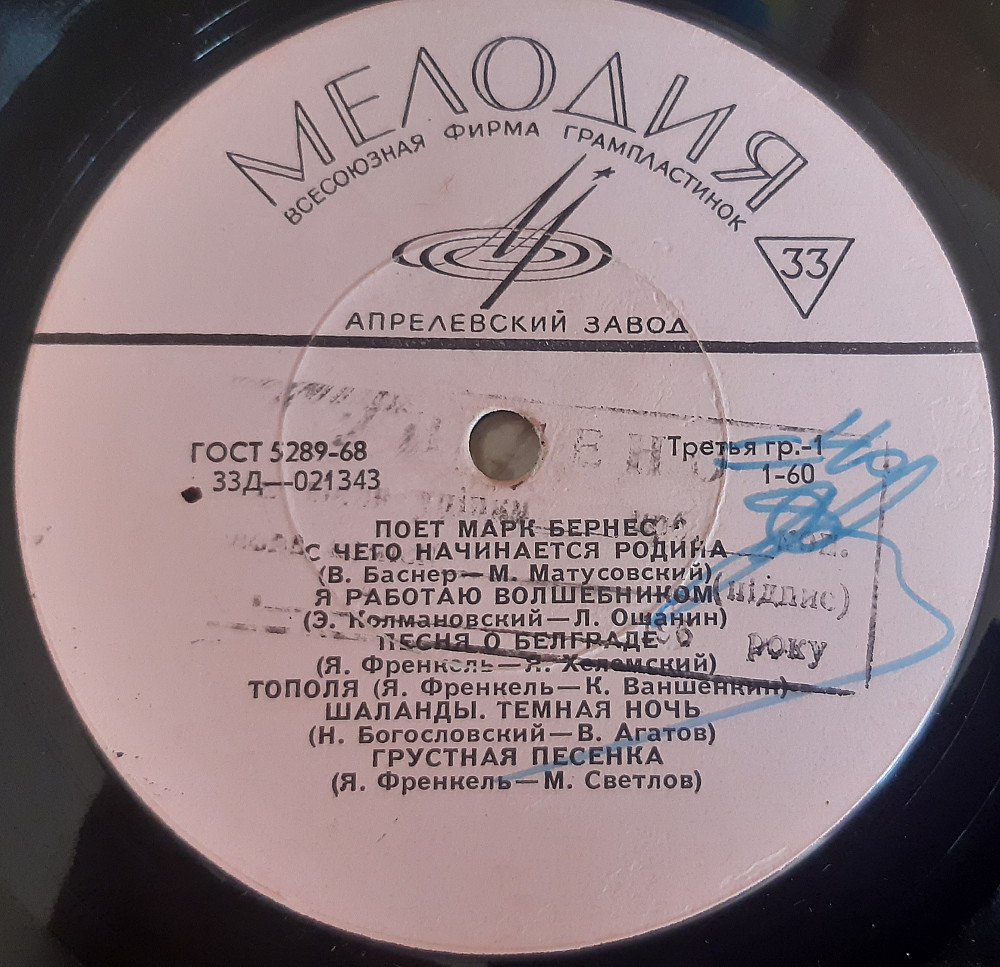 МЕЛОДИЯ
ВСЕСОЮЗНАЯ ФИРМА ГРАМПЛАСТИНОК
33
АПРЕЛЕВСКИЙ ЗАВОД
ГОСТ 5289-68
33Д—021343
Третья гр.-1
1-60
ПОЕТ МАРК БЕРНЕС
С ЧЕГО НАЧИНАЕТСЯ РОДИНА
(В. Баснер—М. Матусовский)
Я РАБОТАЮ ВОЛШЕБНИКОМ
(Э. Колмановский—Л. Ошанин)
ПЕСНЯ О БЕЛГРАДЕ
(Я. Френкель—Я. Хелемский)
ТОПОЛЯ (Я. Френкель—К. Ваншенкин)
ШАЛАНДЫ. ТЕМНАЯ НОЧЬ
(Н. Богословский—В. Агатов)
ГРУСТНАЯ ПЕСЕНКА
(Я. Френкель—М. Светлов)
коп.
(підпис)
року